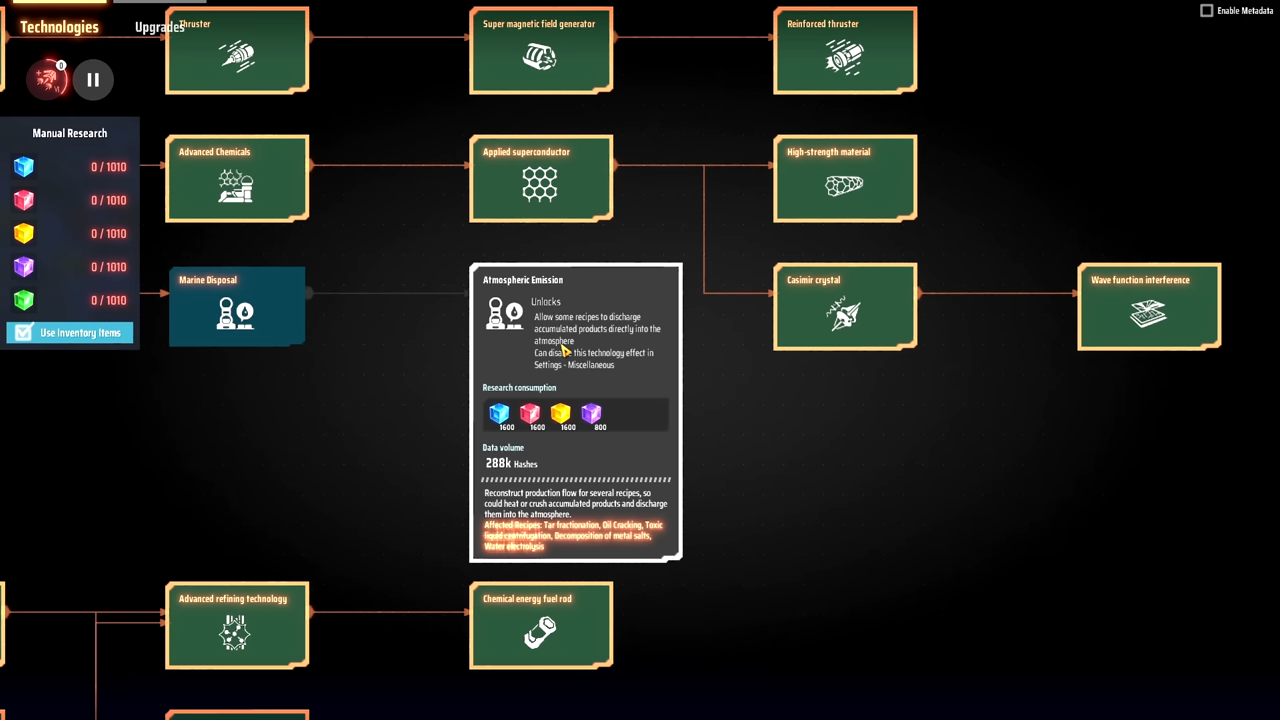 Technologies
Upgrades
Enable Metadata
0
Manual Research
0 / 1010
0 / 1010
0 / 1010
0 / 1010
0 / 1010
Use Inventory Items
Thruster
Super magnetic field generator
Reinforced thruster
Advanced Chemicals
Applied superconductor
High-strength material
Marine Disposal
Atmospheric Emission
Unlocks
Allow some recipes to discharge
accumulated products directly into the
atmosphere
Can disable this technology effect in
Settings - Miscellaneous
Research consumption
1600
1600
1600
800
Data volume
288k Hashes
Reconstruct production flow for several recipes, so
could heat or crush accumulated products and discharge
them into the atmosphere.
Affected Recipes: Tar fractionation, Oil Cracking, Toxic
liquid centrifugation, Decomposition of metal salts,
Water electrolysis
Casimir crystal
Wave function interference
Advanced refining technology
Chemical energy fuel rod